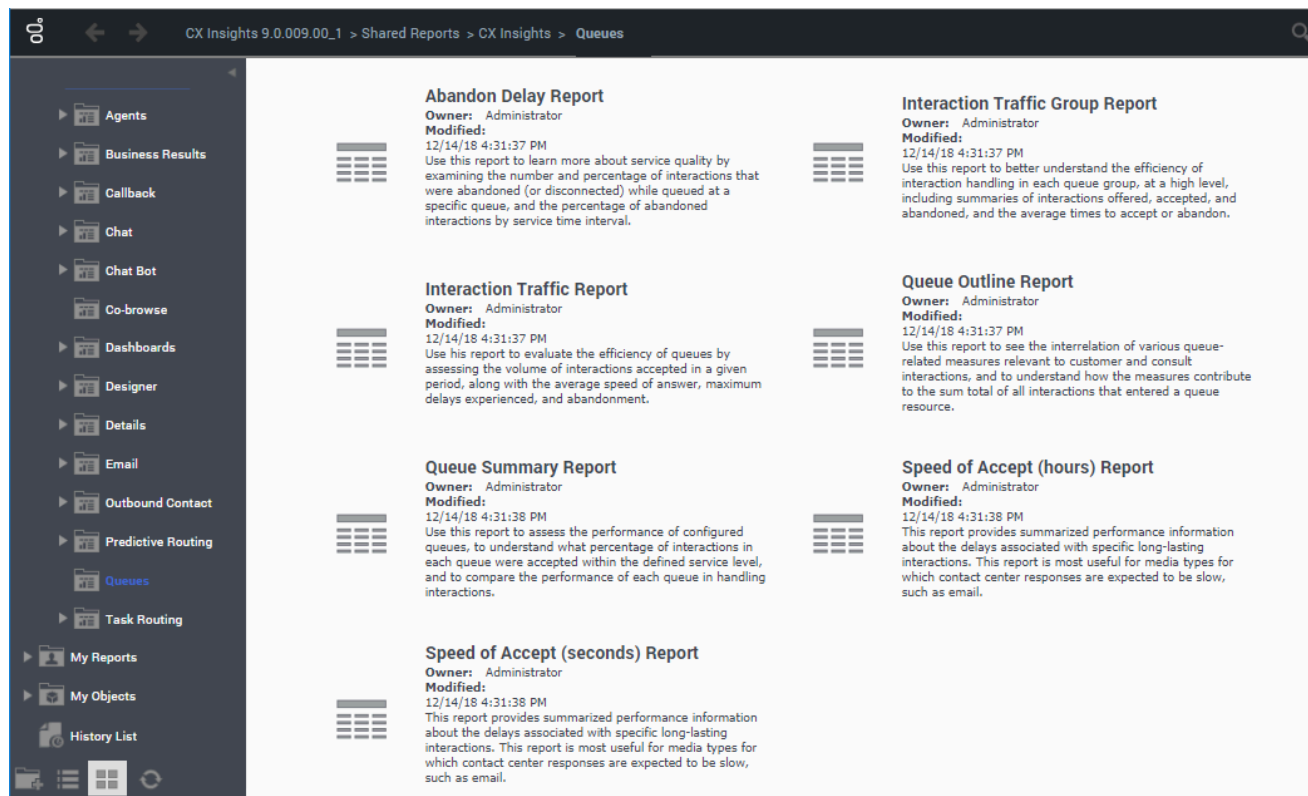 CX Insights 9.0.009.00_1 > Shared Reports > CX Insights > Queues
Agents
Business Results
Callback
Chat
Chat Bot
Co-browse
Dashboards
Designer
Details
Email
Outbound Contact
Predictive Routing
Queues
Task Routing
My Reports
My Objects
History List
Abandon Delay Report
Owner: Administrator
Modified:
12/14/18 4:31:37 PM
Use this report to learn more about service quality by
examining the number and percentage of interactions that
were abandoned (or disconnected) while queued at a
specific queue, and the percentage of abandoned
interactions by service time interval.
Interaction Traffic Group Report
Owner: Administrator
Modified:
12/14/18 4:31:37 PM
Use this report to better understand the efficiency of
interaction handling in each queue group, at a high level,
including summaries of interactions offered, accepted, and
abandoned, and the average times to accept or abandon.
Interaction Traffic Report
Owner: Administrator
Modified:
12/14/18 4:31:37 PM
Use his report to evaluate the efficiency of queues by
assessing the volume of interactions accepted in a given
period, along with the average speed of answer, maximum
delays experienced, and abandonment.
Queue Outline Report
Owner: Administrator
Modified:
12/14/18 4:31:37 PM
Use this report to see the interrelation of various queue-
related measures relevant to customer and consult
interactions, and to understand how the measures contribute
to the sum total of all interactions that entered a queue
resource.
Queue Summary Report
Owner: Administrator
Modified:
12/14/18 4:31:38 PM
Use this report to assess the performance of configured
queues, to understand what percentage of interactions in
each queue were accepted within the defined service level,
and to compare the performance of each queue in handling
interactions.
Speed of Accept (hours) Report
Owner: Administrator
Modified:
12/14/18 4:31:38 PM
This report provides summarized performance information
about the delays associated with specific long-lasting
interactions. This report is most useful for media types for
which contact center responses are expected to be slow,
such as email.
Speed of Accept (seconds) Report
Owner: Administrator
Modified:
12/14/18 4:31:38 PM
This report provides summarized performance information
about the delays associated with specific long-lasting
interactions. This report is most useful for media types for
which contact center responses are expected to be slow,
such as email.